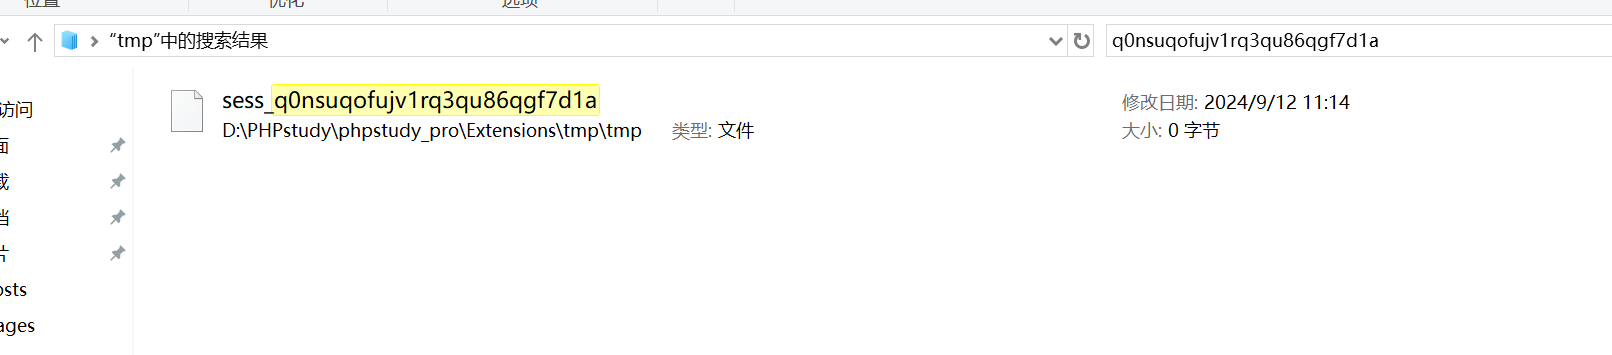 位置
优化
选项
“tmp”中的搜索结果
q0nsuqofujv1rq3qu86qgf7d1a
访问
sess_q0nsuqofujv1rq3qu86qgf7d1a
修改日期: 2024/9/12 11:14
D:\PHPstudy\phpstudy_pro\Extensions\tmp\tmp
类型: 文件
大小: 0 字节
面
载
档
片
osts
ages